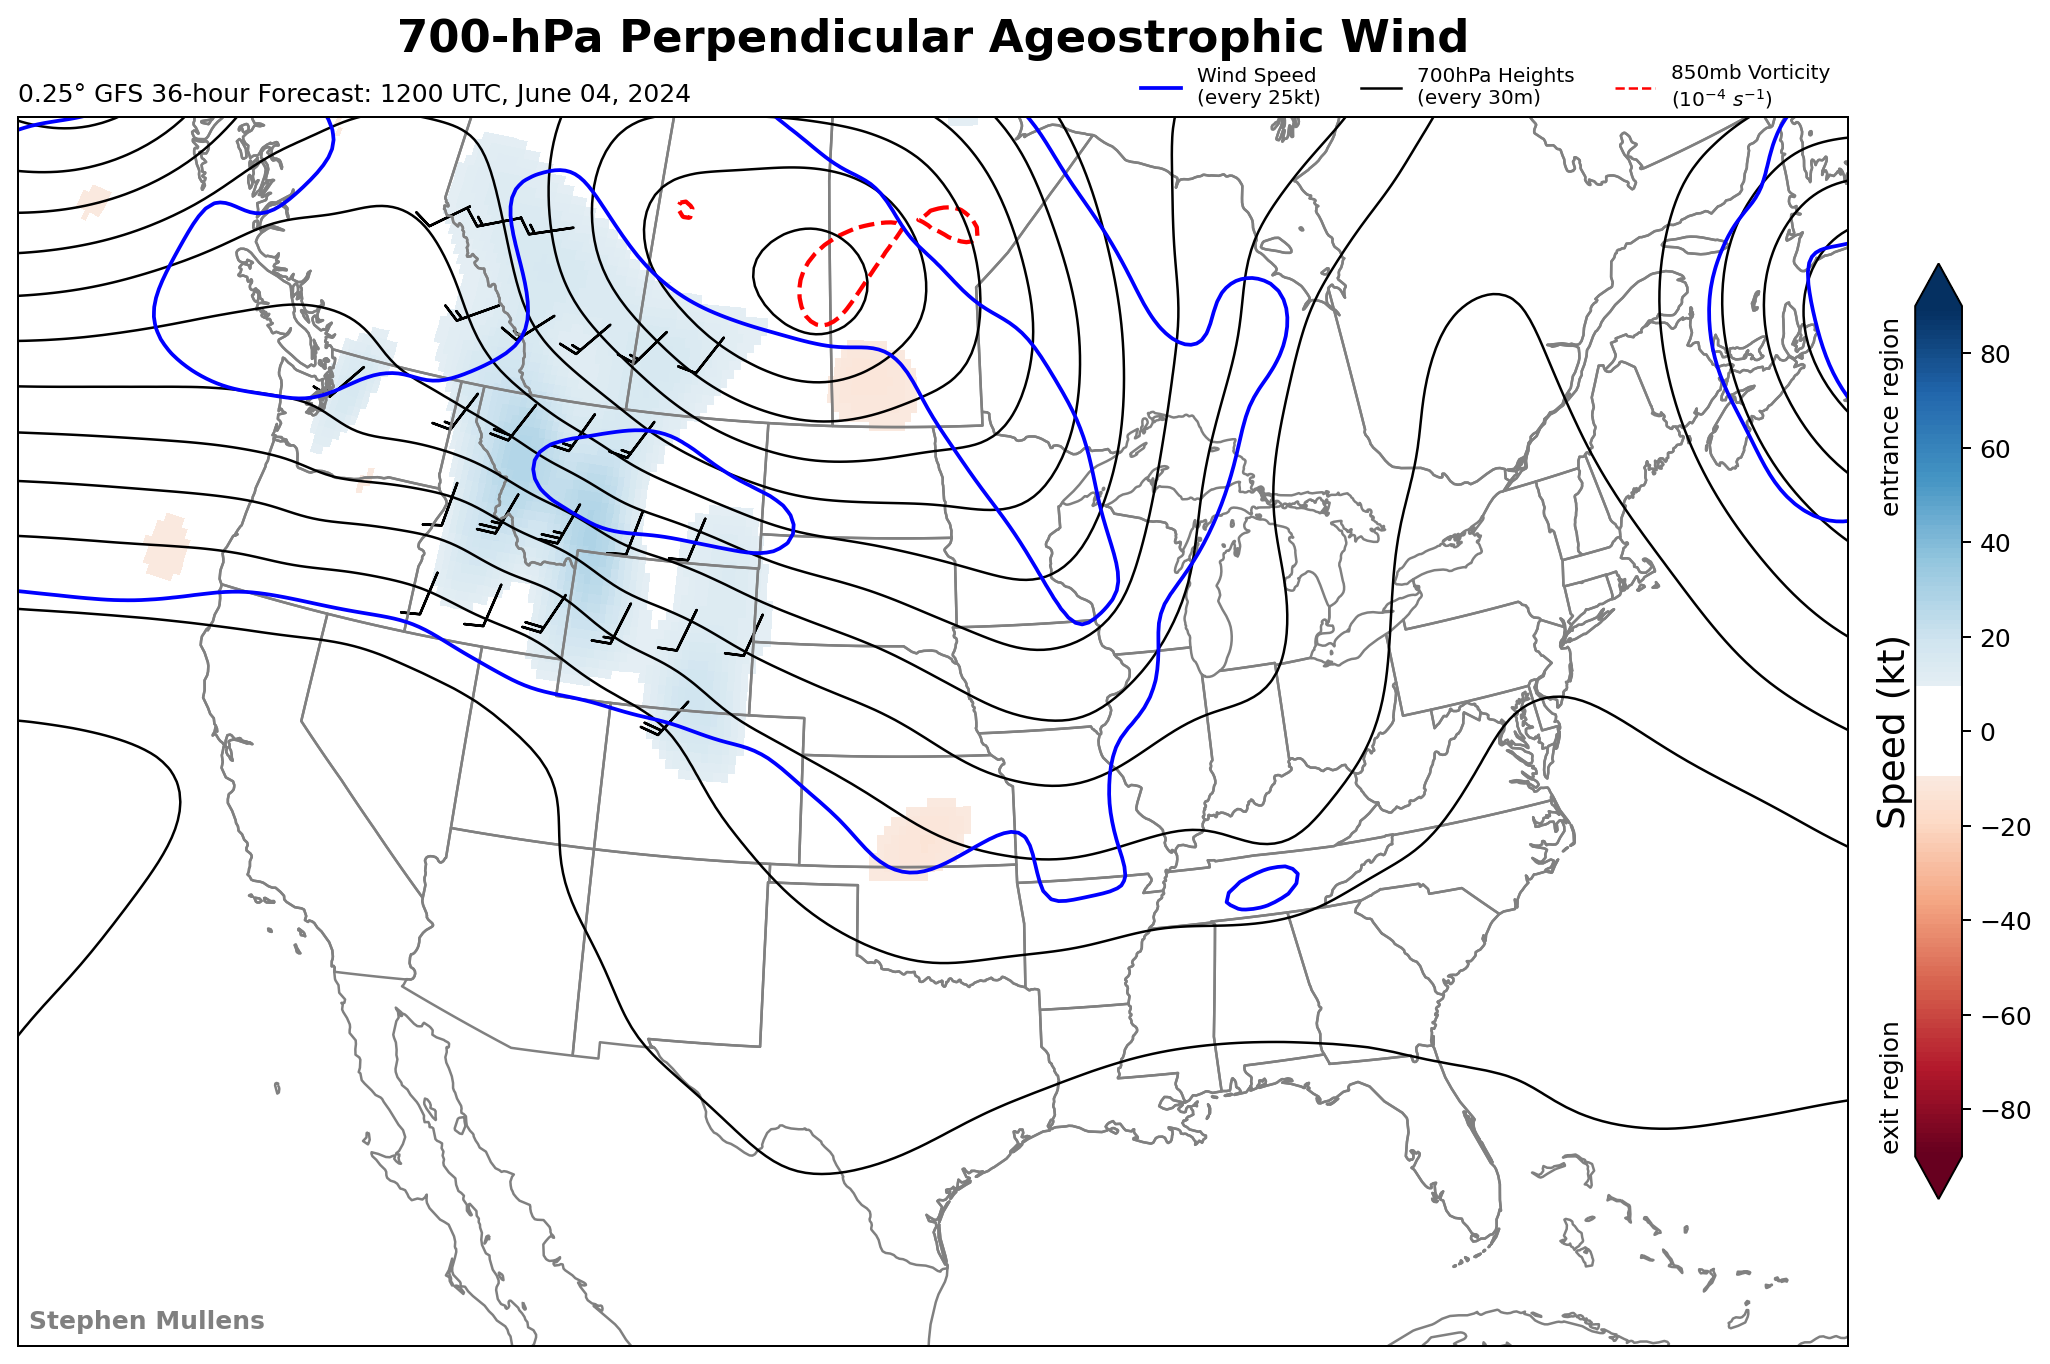 700-hPa Perpendicular Ageostrophic Wind
0.25° GFS 36-hour Forecast: 1200 UTC, June 04, 2024
Wind Speed
(every 25kt)
700hPa Heights
(every 30m)
850mb Vorticity
(10⁻⁴ s⁻¹)
entrance region
Speed (kt)
exit region
80
60
40
20
0
−20
−40
−60
−80
Stephen Mullens